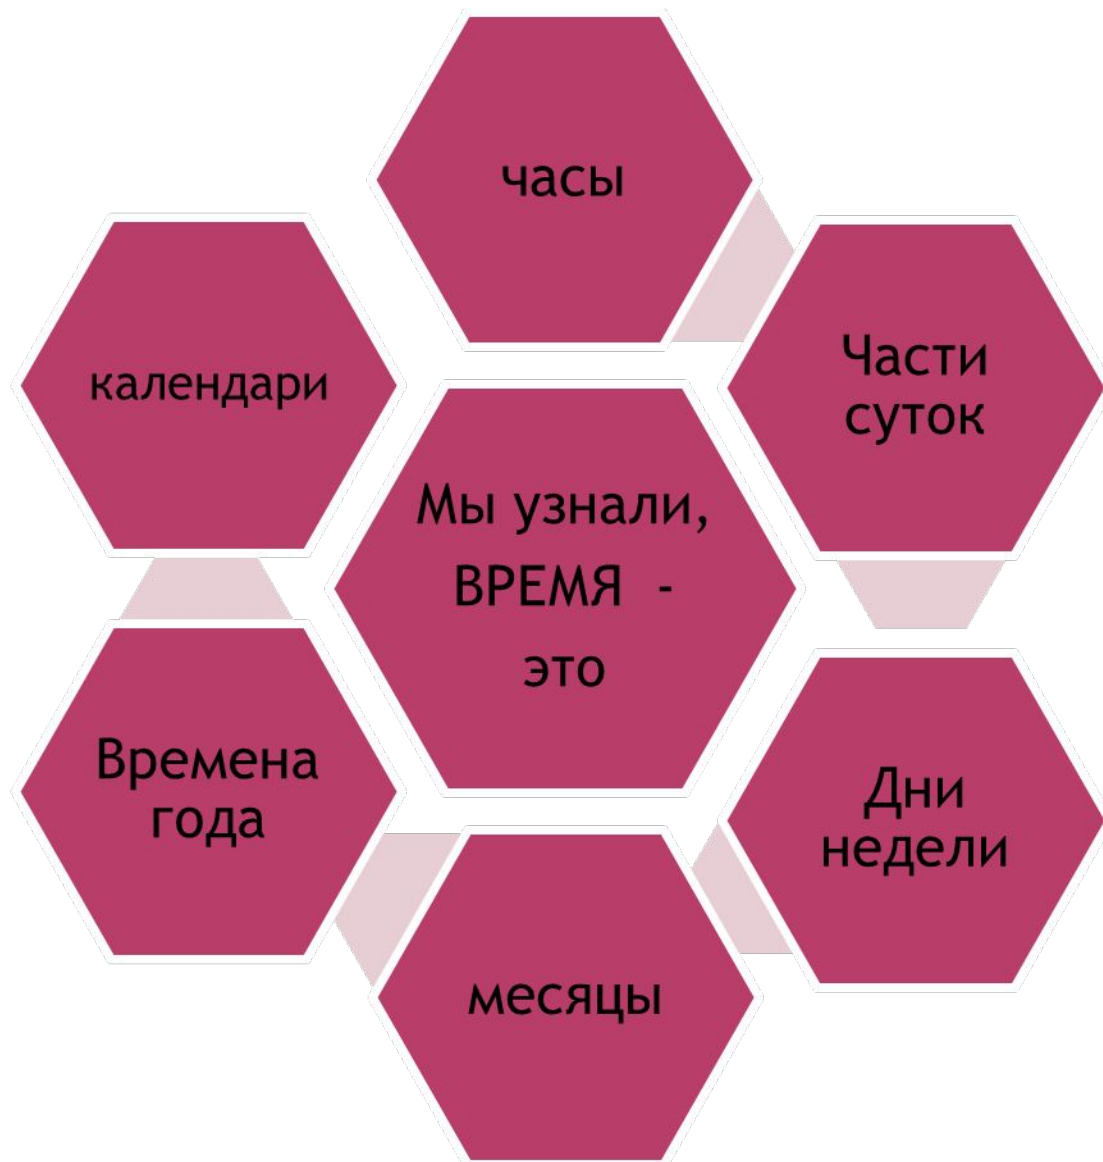 часы
Части
суток
календари
Мы узнали,
ВРЕМЯ  -
это
Времена
года
Дни
недели
месяцы